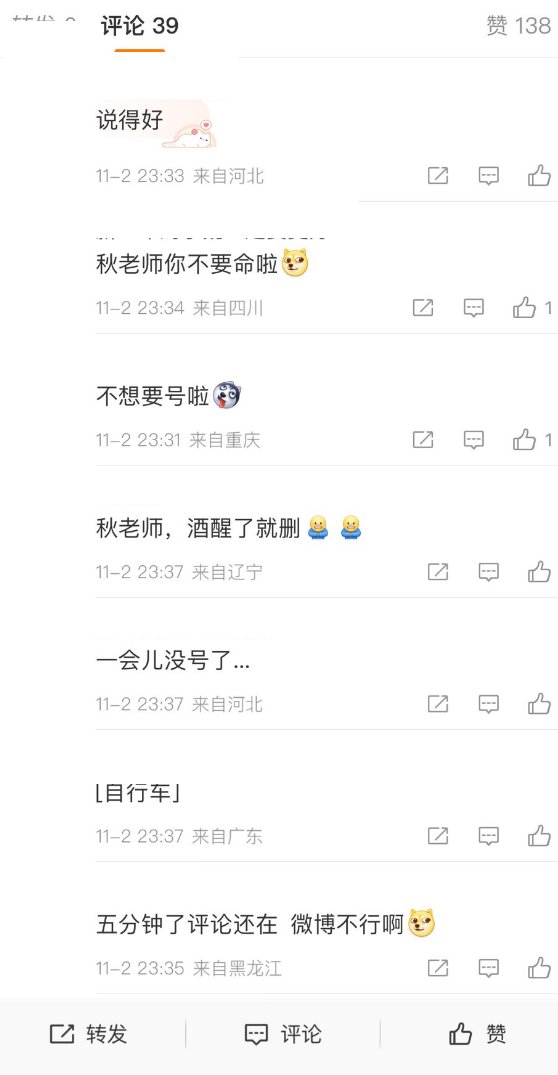 评论 39
赞 138
说得好
11-2 23:33 来自河北
秋老师你不要命啦
11-2 23:34 来自四川
1
不想要号啦
11-2 23:31 来自重庆
1
秋老师，酒醒了就删
11-2 23:37 来自辽宁
一会儿没号了...
11-2 23:37 来自河北
「自行车」
11-2 23:37 来自广东
五分钟了评论还在 微博不行啊
11-2 23:35 来自黑龙江
转发
评论
赞